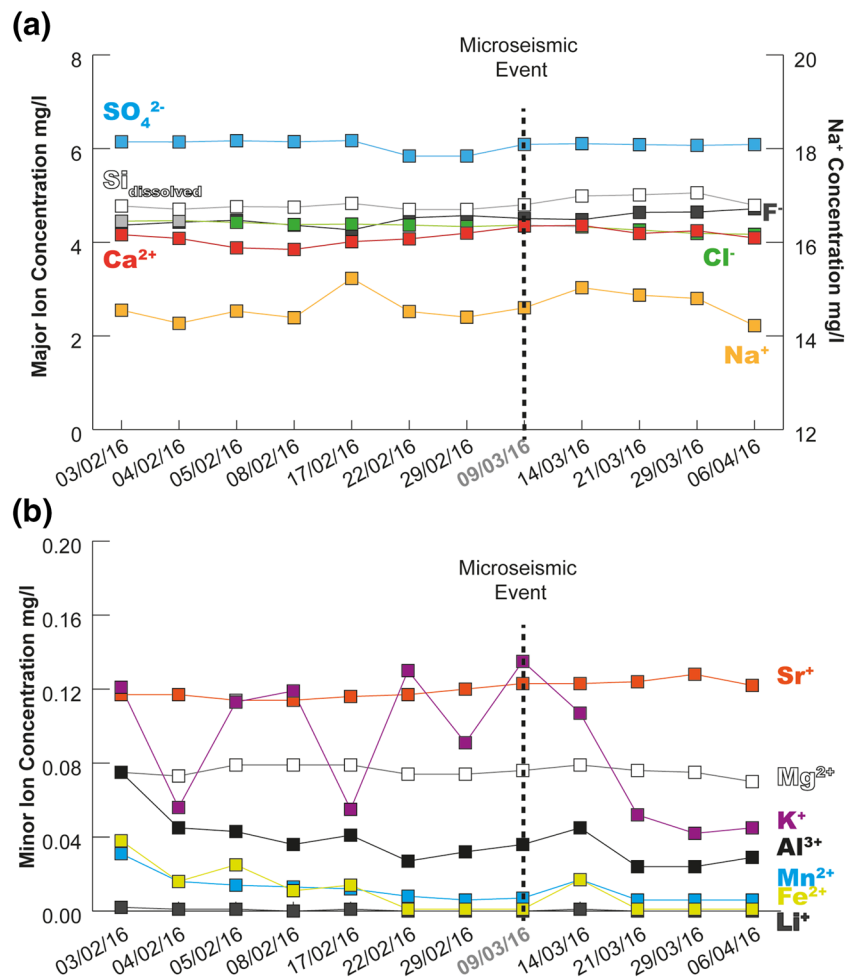 (a)
Microseismic
Event
8
6
4
2
0
Major Ion Concentration mg/l
20
18
16
14
12
Na⁺ Concentration mg/l
SO₄²⁻
Si dissolved
Ca²⁺
F⁻
Cl⁻
Na⁺
03/02/16
04/02/16
05/02/16
08/02/16
17/02/16
22/02/16
29/02/16
09/03/16
14/03/16
21/03/16
29/03/16
06/04/16
(b)
Microseismic
Event
0.20
0.16
0.12
0.08
0.04
0.00
Minor Ion Concentration mg/l
Sr⁺
Mg²⁺
K⁺
Al³⁺
Mn²⁺
Fe²⁺
Li⁺
03/02/16
04/02/16
05/02/16
08/02/16
17/02/16
22/02/16
29/02/16
09/03/16
14/03/16
21/03/16
29/03/16
06/04/16